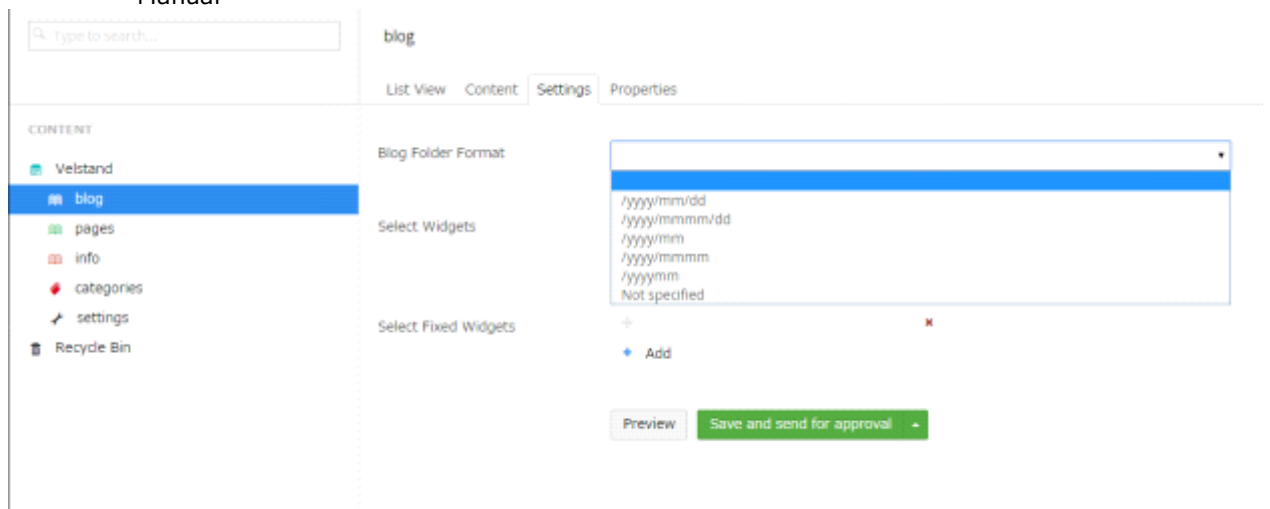 Manual
Type to search...
blog
List View Content Settings Properties
CONTENT
Velstand
blog
pages
info
categories
settings
Recycle Bin
Blog Folder Format
/yyyy/mm/dd
/yyyy/mmmm/dd
/yyyy/mm
/yyyy/mmmm
/yyyymm
Not specified
Select Widgets
Select Fixed Widgets
Add
Preview Save and send for approval